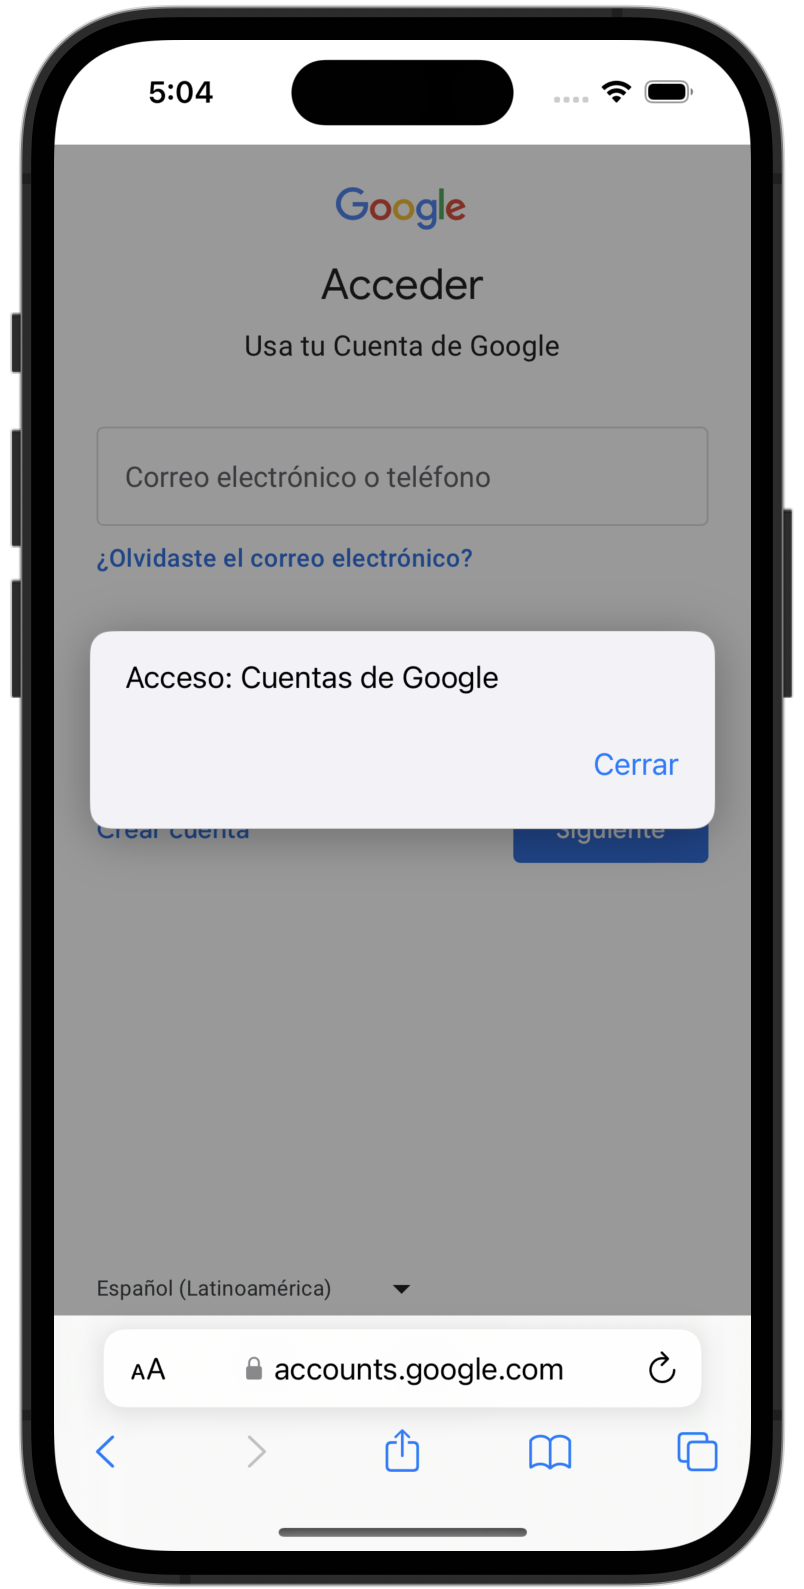 5:04
Google
Acceder
Usa tu Cuenta de Google
Correo electrónico o teléfono
¿Olvidaste el correo electrónico?
Acceso: Cuentas de Google
Cerrar
Crear cuenta
Siguiente
Español (Latinoamérica)
AA
accounts.google.com